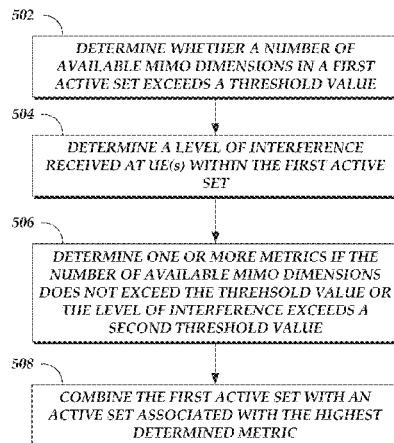 502
DETERMINE WHETHER A NUMBER OF
AVAILABLE MIMO DIMENSIONS IN A FIRST
ACTIVE SET EXCEEDS A THRESHOLD VALUE
504
DETERMINE A LEVEL OF INTERFERENCE
RECEIVED AT UE(s) WITHIN THE FIRST ACTIVE
SET
506
DETERMINE ONE OR MORE METRICS IF THE
NUMBER OF AVAILABLE MIMO DIMENSIONS
DOES NOT EXCEED THE THREHSOLD VALUE OR
THE LEVEL OF INTERFERENCE EXCEEDS A
SECOND THRESHOLD VALUE
508
COMBINE THE FIRST ACTIVE SET WITH AN
ACTIVE SET ASSOCIATED WITH THE HIGHEST
DETERMINED METRIC